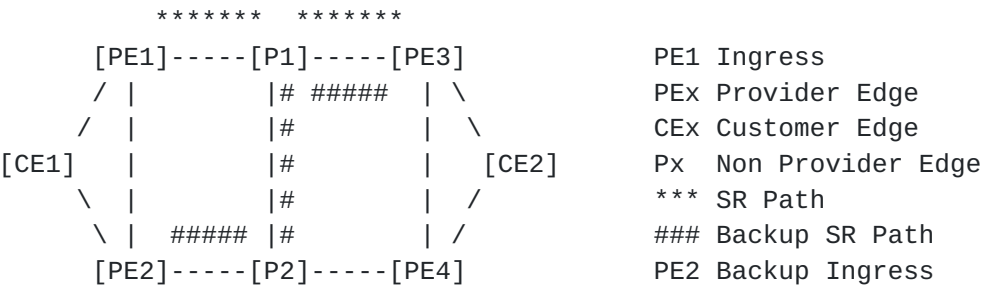 *******  *******
      [PE1]-----[P1]-----[PE3]            PE1 Ingress
      / |        |# #####  | \            PEx Provider Edge
     /  |        |#        |  \           CEx Customer Edge
[CE1]   |        |#        |   [CE2]      Px  Non Provider Edge
     \  |        |#        |  /           *** SR Path
      \ |  ##### |#        | /            ### Backup SR Path
      [PE2]-----[P2]-----[PE4]            PE2 Backup Ingress